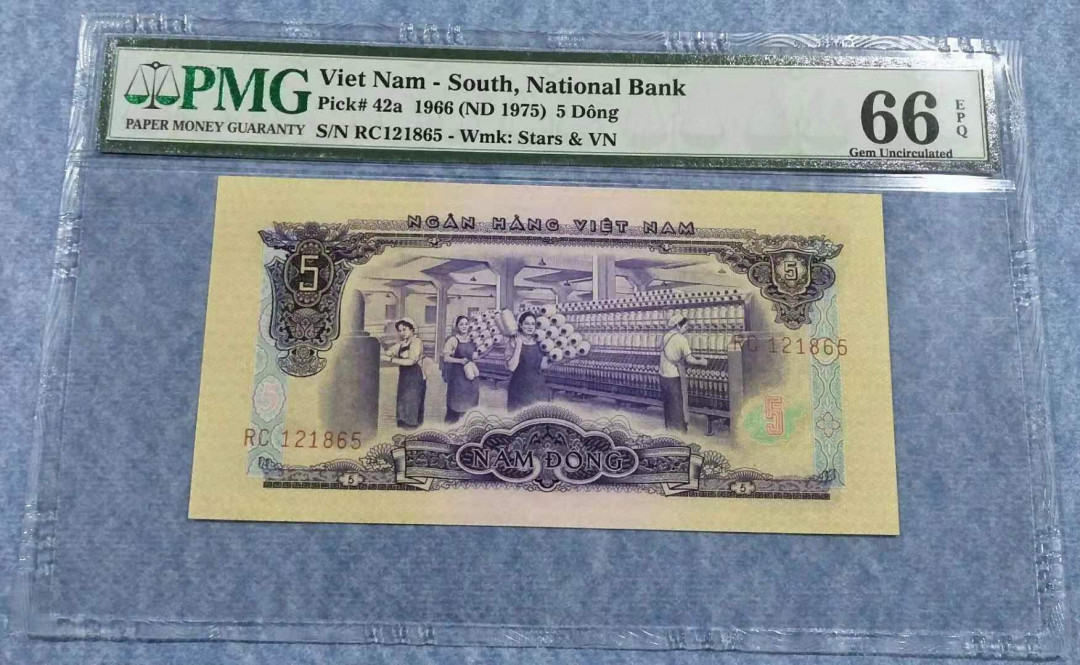 PMG
PAPER MONEY GUARANTY
Viet Nam - South, National Bank
Pick# 42a 1966 (ND 1975) 5 Dông
S/N RC121865 - Wmk: Stars & VN
66
EPQ
Gem Uncirculated
NGÂN HÀNG VIỆT NAM
5
5
RC 121865
5
5
RC 121865
NĂM ĐỒNG
5
5